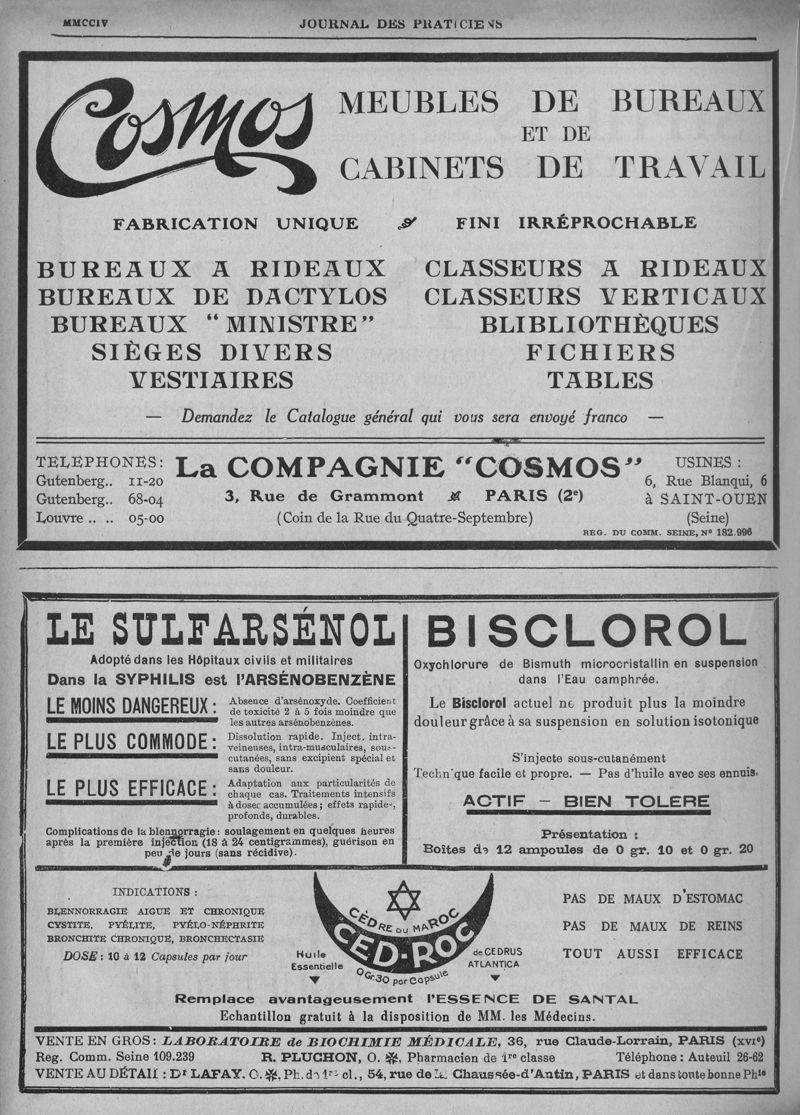 MMCCIV
JOURNAL DES PRATICIENS
Cosmos
MEUBLES DE BUREAUX
ET DE
CABINETS DE TRAVAIL
FABRICATION UNIQUE
FINI IRRÉPROCHABLE
BUREAUX A RIDEAUX
BUREAUX DE DACTYLOS
BUREAUX “ MINISTRE”
SIÈGES DIVERS
VESTIAIRES
CLASSEURS A RIDEAUX
CLASSEURS VERTICAUX
BLIBLIOTHÈQUES
FICHIERS
TABLES
— Demandez le Catalogue général qui vous sera envoyé franco —
TELEPHONES:
Gutenberg.. 11-20
Gutenberg.. 68-04
Louvre .. .. 05-00
La COMPAGNIE “COSMOS”
3, Rue de Grammont PARIS (2e)
(Coin de la Rue du Quatre-Septembre)
USINES :
6, Rue Blanqui, 6
à SAINT-OUEN
(Seine)
REG. DU COMM. SEINE, No 182.996
LE SULFARSÉNOL
Adopté dans les Hôpitaux civils et militaires
Dans la SYPHILIS est l'ARSÉNOBENZÈNE
LE MOINS DANGEREUX :
Absence d'arsénoxyde. Coefficient
de toxicité 2 à 5 fois moindre que
les autres arsénobenzènes.
LE PLUS COMMODE :
Dissolution rapide. Inject. intra-
veineuses, intra-musculaires, sous-
cutanées, sans excipient spécial et
sans douleur.
LE PLUS EFFICACE :
Adaptation aux particularités de
chaque cas. Traitements intensifs
à doses accumulées ; effets rapides,
profonds, durables.
Complications de la blennorragie : soulagement en quelques heures
après la première injection (18 à 24 centigrammes), guérison en
peu de jours (sans récidive).
BISCLOROL
Oxychlorure de Bismuth microcristallin en suspension
dans l'Eau camphrée.
Le Bisclorol actuel ne produit plus la moindre
douleur grâce à sa suspension en solution isotonique
S'injecte sous-cutanément
Technique facile et propre. — Pas d'huile avec ses ennuis.
ACTIF – BIEN TOLERE
Présentation :
Boîtes de 12 ampoules de 0 gr. 10 et 0 gr. 20
INDICATIONS :
BLENNORRAGIE AIGUE ET CHRONIQUE
CYSTITE, PYÉLITE, PYÉLO-NÉPHRITE
BRONCHITE CHRONIQUE, BRONCHECTASIE
DOSE : 10 à 12 Capsules par jour
CÈDRE DU MAROC
CED-ROC
Huile
Essentielle
de CEDRUS
ATLANTICA
0 Gr. 30 par Capsule
PAS DE MAUX D'ESTOMAC
PAS DE MAUX DE REINS
TOUT AUSSI EFFICACE
Remplace avantageusement l'ESSENCE DE SANTAL
Echantillon gratuit à la disposition de MM. les Médecins.
VENTE EN GROS : LABORATOIRE de BIOCHIMIE MÉDICALE, 36, rue Claude-Lorrain, PARIS (XVIe)
Reg. Comm. Seine 109.239 R. PLUCHON, O. ✻, Pharmacien de 1re classe Téléphone : Auteuil 26-62
VENTE AU DÉTAIL : Dr LAFAY. O. ✻, Ph. de 1re cl., 54, rue de la Chaussée-d'Antin, PARIS et dans toute bonne Phie